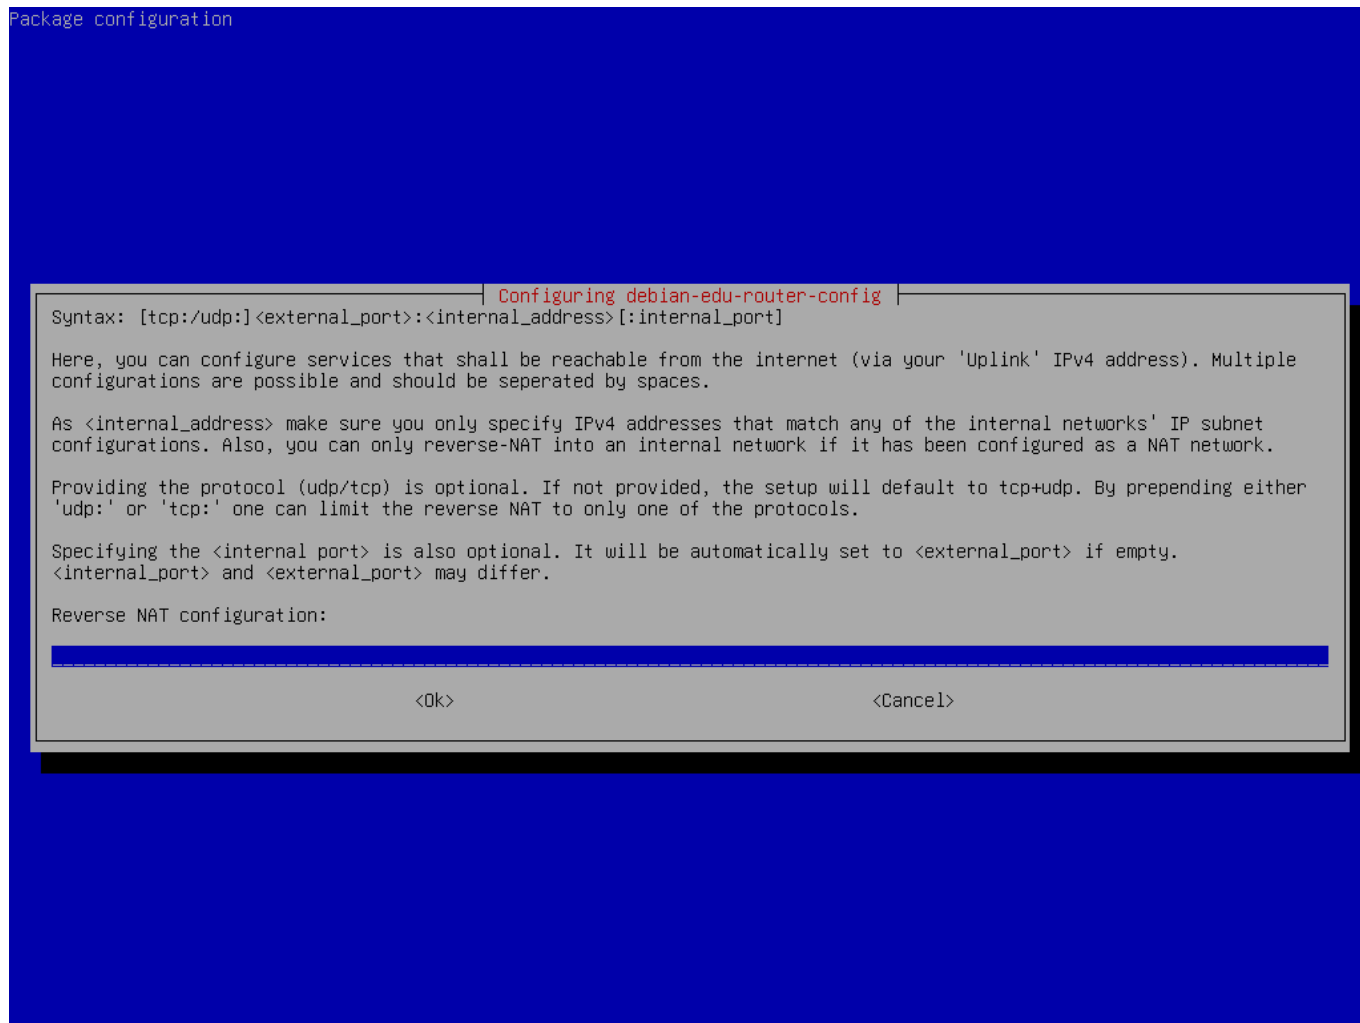 Package configuration
Configuring debian-edu-router-config
Syntax: [tcp:/udp:]<external_port>:<internal_address>[:internal_port]
Here, you can configure services that shall be reachable from the internet (via your 'Uplink' IPv4 address). Multiple
configurations are possible and should be seperated by spaces.
As <internal_address> make sure you only specify IPv4 addresses that match any of the internal networks' IP subnet
configurations. Also, you can only reverse-NAT into an internal network if it has been configured as a NAT network.
Providing the protocol (udp/tcp) is optional. If not provided, the setup will default to tcp+udp. By prepending either
'udp:' or 'tcp:' one can limit the reverse NAT to only one of the protocols.
Specifying the <internal port> is also optional. It will be automatically set to <external_port> if empty.
<internal_port> and <external_port> may differ.
Reverse NAT configuration:
<Ok> <Cancel>